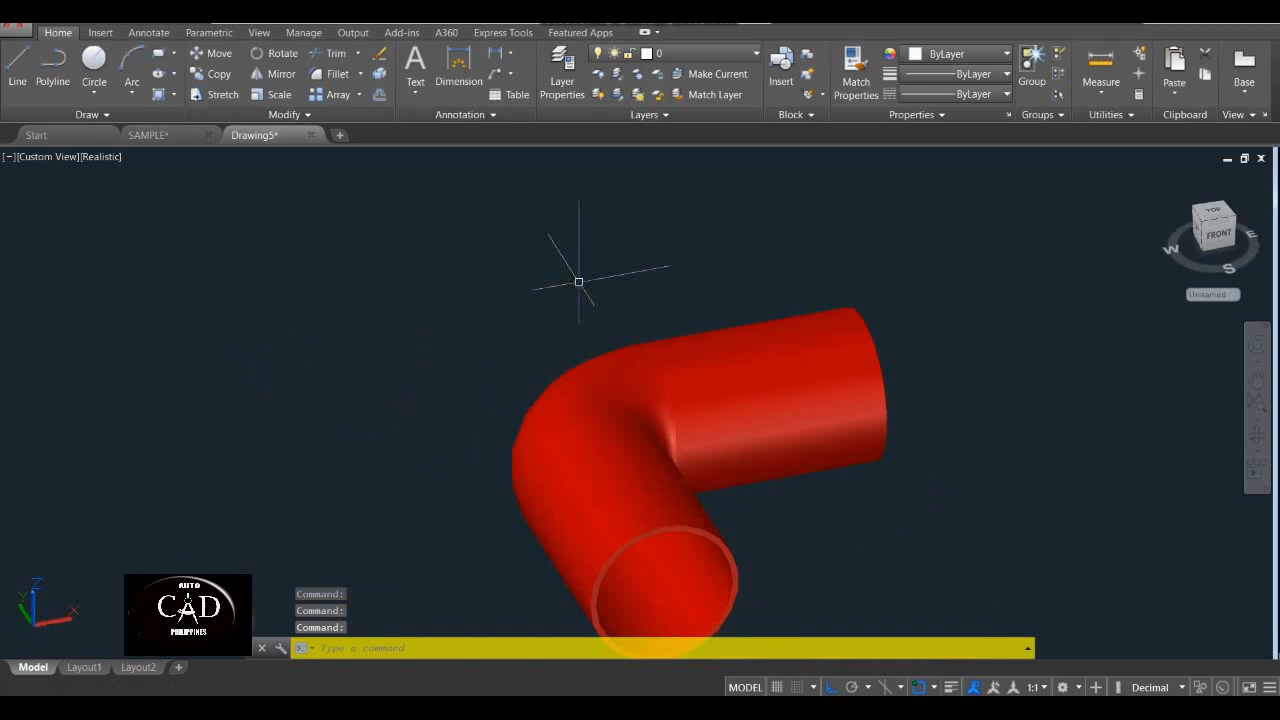 Home Insert Annotate Parametric View Manage Output Add-ins A360 Express Tools Featured Apps
Line Polyline Circle Arc Move Rotate Trim Text Dimension Layer Properties 0 Insert Match Properties ByLayer Group Measure Paste Base
Copy Mirror Fillet Make Current ByLayer
Stretch Scale Array Table Match Layer ByLayer
Draw Modify Annotation Layers Block Properties Groups Utilities Clipboard View
Start SAMPLE* Drawing5*
[−][Custom View][Realistic]
TOP
FRONT
W E S
Unnamed
Z
Y X
AUTO
CAD
PHILIPPINES
Command:
Command:
Command:
Type a command
Model Layout1 Layout2
MODEL 1:1 Decimal